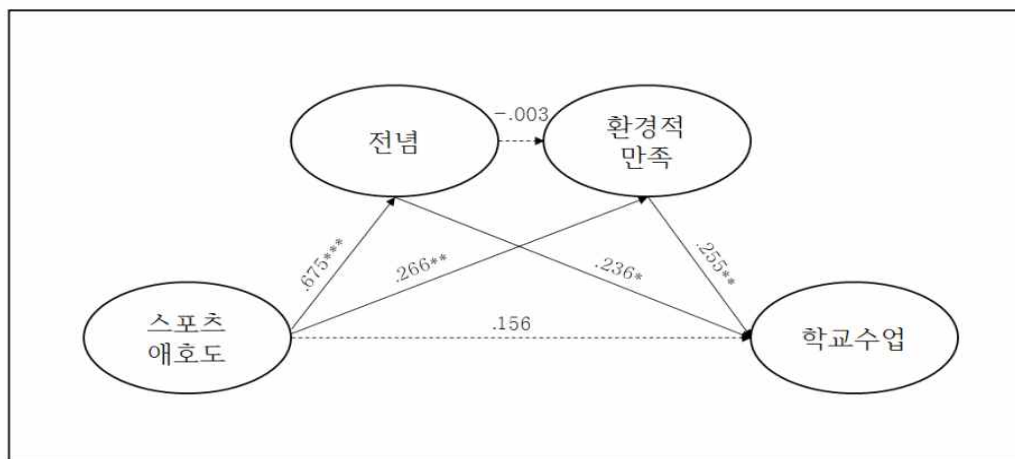 -.003
전념
환경적
만족
.675***
.266**
.236*
.255**
.156
스포츠
애호도
학교수업